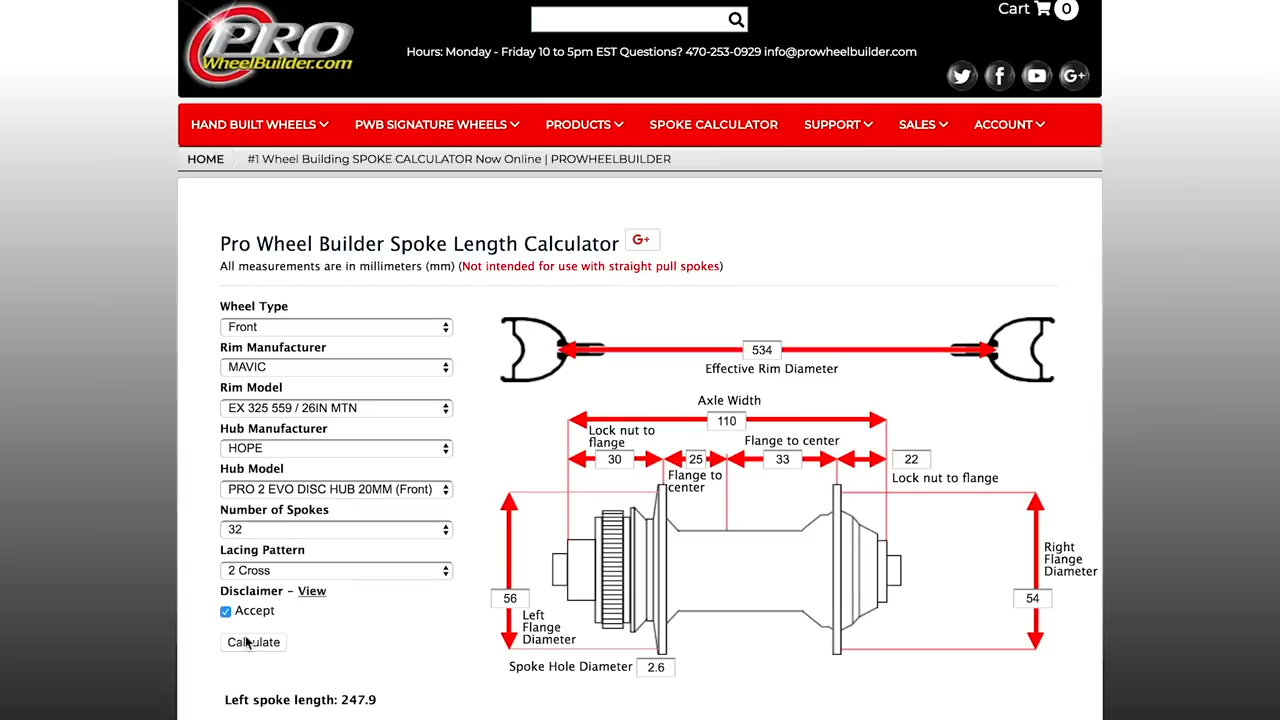 PRO
WheelBuilder.com
Cart 0
Hours: Monday - Friday 10 to 5pm EST Questions? 470-253-0929 info@prowheelbuilder.com
G+
HAND BUILT WHEELS PWB SIGNATURE WHEELS PRODUCTS SPOKE CALCULATOR SUPPORT SALES ACCOUNT
HOME #1 Wheel Building SPOKE CALCULATOR Now Online | PROWHEELBUILDER
Pro Wheel Builder Spoke Length Calculator G+
All measurements are in millimeters (mm) (Not intended for use with straight pull spokes)
Wheel Type
Front
Rim Manufacturer
MAVIC
Rim Model
EX 325 559 / 26IN MTN
Hub Manufacturer
HOPE
Hub Model
PRO 2 EVO DISC HUB 20MM (Front)
Number of Spokes
32
Lacing Pattern
2 Cross
Disclaimer – View
Accept
Calculate
Left spoke length: 247.9
534
Effective Rim Diameter
Axle Width
110
Lock nut to
flange
Flange to center
30
25
33
22
Flange to
center
Lock nut to flange
56
Left
Flange
Diameter
Right
Flange
Diameter
54
Spoke Hole Diameter 2.6